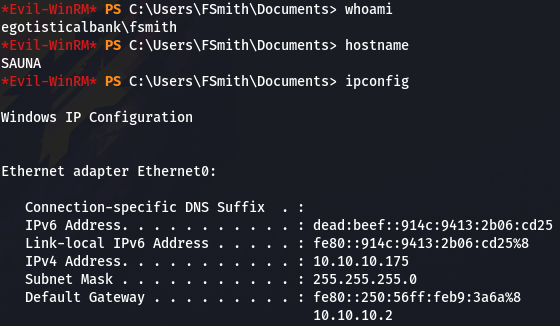 *Evil-WinRM* PS C:\Users\FSmith\Documents> whoami
egotisticalbank\fsmith
*Evil-WinRM* PS C:\Users\FSmith\Documents> hostname
SAUNA
*Evil-WinRM* PS C:\Users\FSmith\Documents> ipconfig
Windows IP Configuration
Ethernet adapter Ethernet0:
Connection-specific DNS Suffix  . :
IPv6 Address. . . . . . . . . . . : dead:beef::914c:9413:2b06:cd25
Link-local IPv6 Address . . . . . : fe80::914c:9413:2b06:cd25%8
IPv4 Address. . . . . . . . . . . : 10.10.10.175
Subnet Mask . . . . . . . . . . . : 255.255.255.0
Default Gateway . . . . . . . . . : fe80::250:56ff:feb9:3a6a%8
10.10.10.2